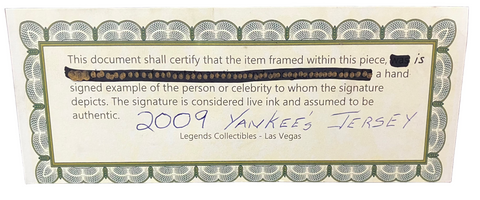 This document shall certify that the item framed within this piece, is
a hand
signed example of the person or celebrity to whom the signature
depicts. The signature is considered live ink and assumed to be
authentic. 2009 YANKEE's JERSEY
Legends Collectibles - Las Vegas